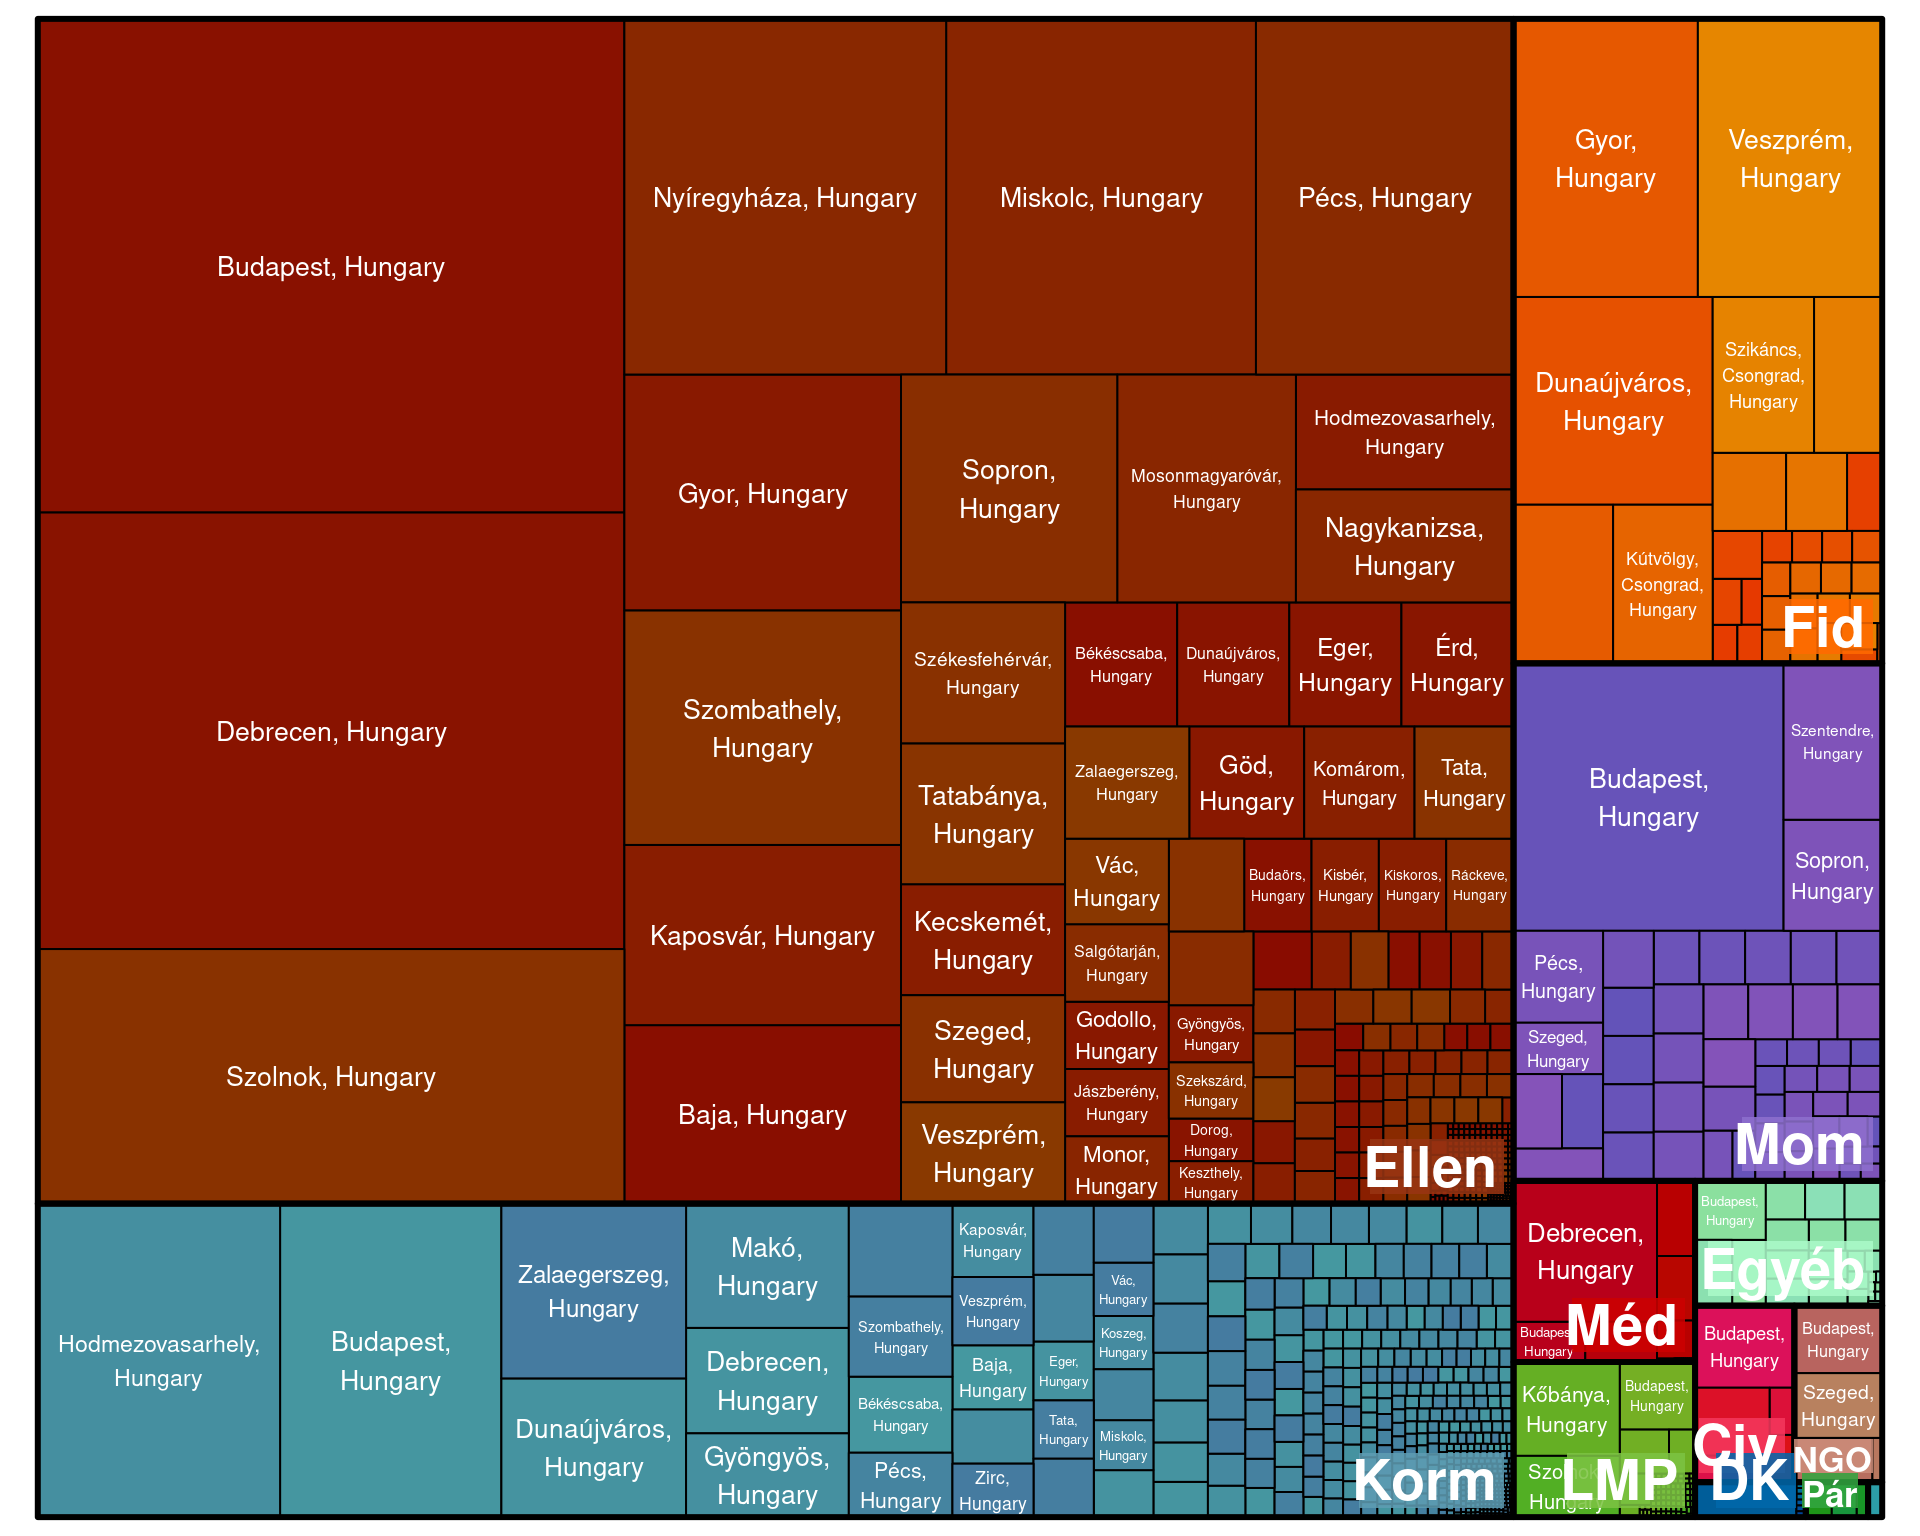 Budapest, Hungary
Debrecen, Hungary
Szolnok, Hungary
Nyíregyháza, Hungary
Miskolc, Hungary
Pécs, Hungary
Gyor, Hungary
Szombathely,
Hungary
Kaposvár, Hungary
Baja, Hungary
Sopron,
Hungary
Mosonmagyaróvár,
Hungary
Hodmezovasarhely,
Hungary
Nagykanizsa,
Hungary
Székesfehérvár,
Hungary
Tatabánya,
Hungary
Kecskemét,
Hungary
Szeged,
Hungary
Veszprém,
Hungary
Békéscsaba,
Hungary
Dunaújváros,
Hungary
Eger,
Hungary
Érd,
Hungary
Zalaegerszeg,
Hungary
Göd,
Hungary
Komárom,
Hungary
Tata,
Hungary
Vác,
Hungary
Salgótarján,
Hungary
Godollo,
Hungary
Jászberény,
Hungary
Monor,
Hungary
Budaörs,
Hungary
Kisbér,
Hungary
Kiskoros,
Hungary
Ráckeve,
Hungary
Gyöngyös,
Hungary
Szekszárd,
Hungary
Dorog,
Hungary
Keszthely,
Hungary
Ellen
Gyor,
Hungary
Veszprém,
Hungary
Dunaújváros,
Hungary
Szikáncs,
Csongrad,
Hungary
Kútvölgy,
Csongrad,
Hungary
Fid
Budapest,
Hungary
Szentendre,
Hungary
Sopron,
Hungary
Pécs,
Hungary
Szeged,
Hungary
Mom
Hodmezovasarhely,
Hungary
Budapest,
Hungary
Zalaegerszeg,
Hungary
Dunaújváros,
Hungary
Makó,
Hungary
Debrecen,
Hungary
Gyöngyös,
Hungary
Szombathely,
Hungary
Békéscsaba,
Hungary
Pécs,
Hungary
Kaposvár,
Hungary
Veszprém,
Hungary
Baja,
Hungary
Zirc,
Hungary
Eger,
Hungary
Tata,
Hungary
Vác,
Hungary
Koszeg,
Hungary
Miskolc,
Hungary
Korm
Debrecen,
Hungary
Budapest,
Hungary
Méd
Budapest,
Hungary
Egyéb
Kőbánya,
Hungary
Budapest,
Hungary
Szolnok,
Hungary
LMP
Budapest,
Hungary
Civ
DK
Budapest,
Hungary
Szeged,
Hungary
NGO
Pár